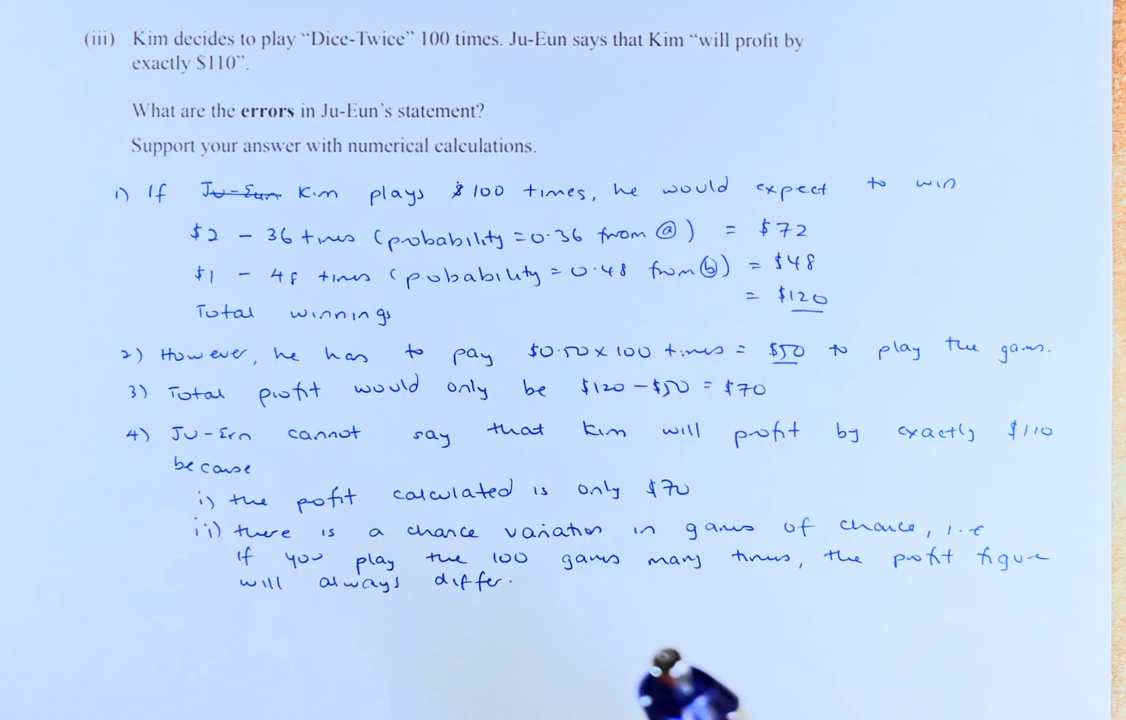 (iii) Kim decides to play “Dice-Twice” 100 times. Ju-Eun says that Kim “will profit by
exactly $110”.
What are the errors in Ju-Eun’s statement?
Support your answer with numerical calculations.
1) If Ju-Eun Kim plays $ 100 times, he would expect to win
$2 – 36 times (probability = 0.36 from ⓐ) = $72
$1 – 48 times (probability = 0.48 from ⓑ) = $48
= $120
Total winnings
2) However, he has to pay $0.50 x 100 times = $50 to play the games.
3) Total profit would only be $120 – $50 = $70
4) Ju-Ern cannot say that Kim will profit by exactly $110
because
i) the pofit calculated is only $70
ii) there is a chance variation in games of chance, i.e
if you play the 100 games many times, the profit figure
will always differ.